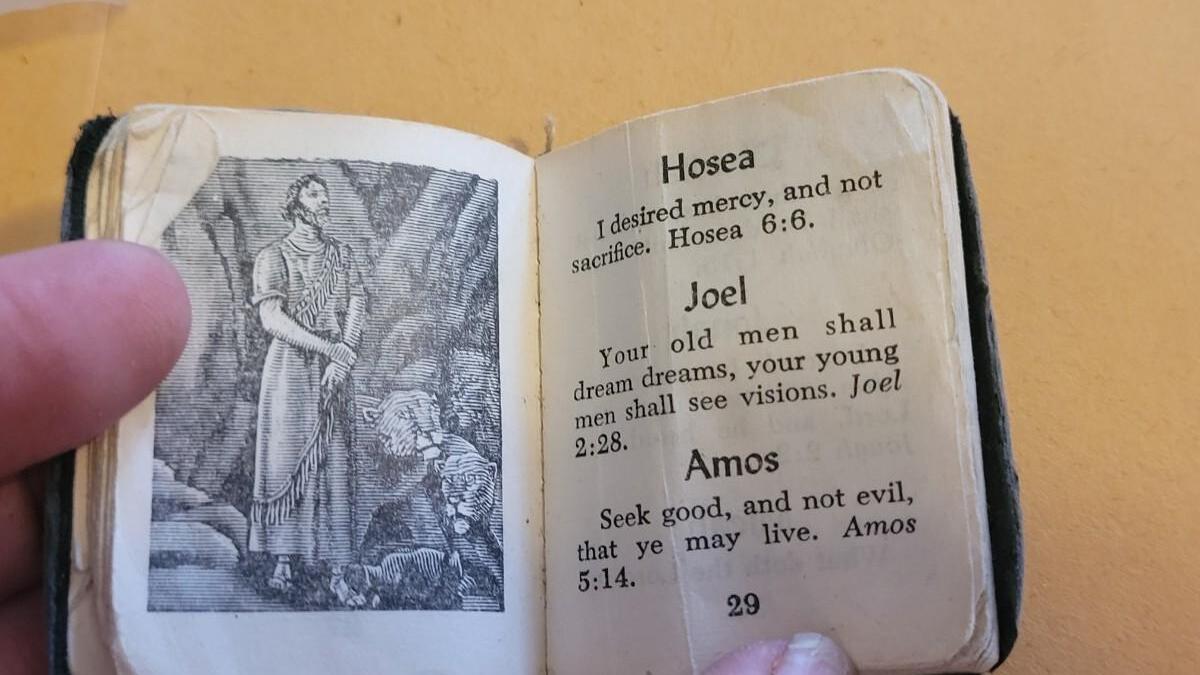 Hosea
I desired mercy, and not
sacrifice. Hosea 6:6.
Joel
Your old men shall
dream dreams, your young
men shall see visions. Joel
2:28.
Amos
Seek good, and not evil,
that ye may live. Amos
5:14.
29